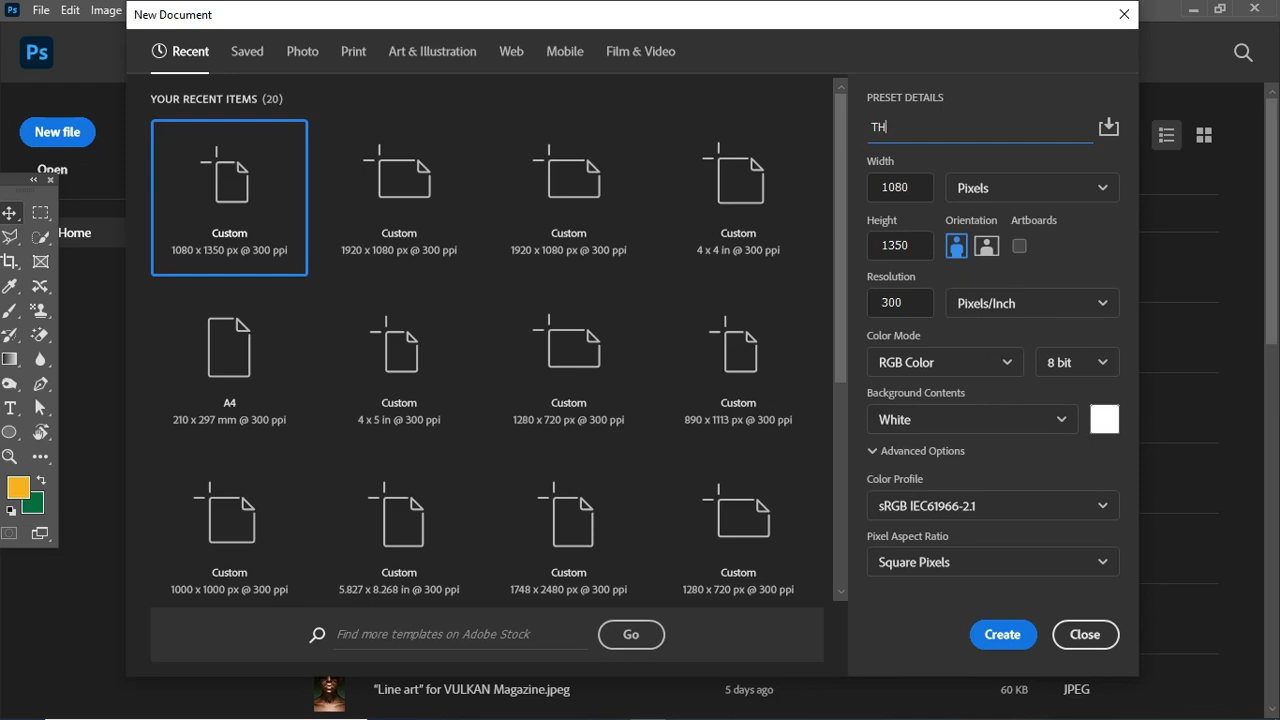 Ps File Edit Image
New Document
Ps
Recent Saved Photo Print Art & Illustration Web Mobile Film & Video
New file
Open
Home
YOUR RECENT ITEMS (20)
Custom
1080 x 1350 px @ 300 ppi
Custom
1920 x 1080 px @ 300 ppi
Custom
1920 x 1080 px @ 300 ppi
Custom
4 x 4 in @ 300 ppi
A4
210 x 297 mm @ 300 ppi
Custom
4 x 5 in @ 300 ppi
Custom
1280 x 720 px @ 300 ppi
Custom
890 x 1113 px @ 300 ppi
Custom
1000 x 1000 px @ 300 ppi
Custom
5.827 x 8.268 in @ 300 ppi
Custom
1748 x 2480 px @ 300 ppi
Custom
1280 x 720 px @ 300 ppi
Find more templates on Adobe Stock
Go
PRESET DETAILS
TH
Width
1080 Pixels
Height Orientation Artboards
1350
Resolution
300 Pixels/Inch
Color Mode
RGB Color 8 bit
Background Contents
White
Advanced Options
Color Profile
sRGB IEC61966-2.1
Pixel Aspect Ratio
Square Pixels
Create Close
"Line art" for VULKAN Magazine.jpeg 5 days ago 60 KB JPEG